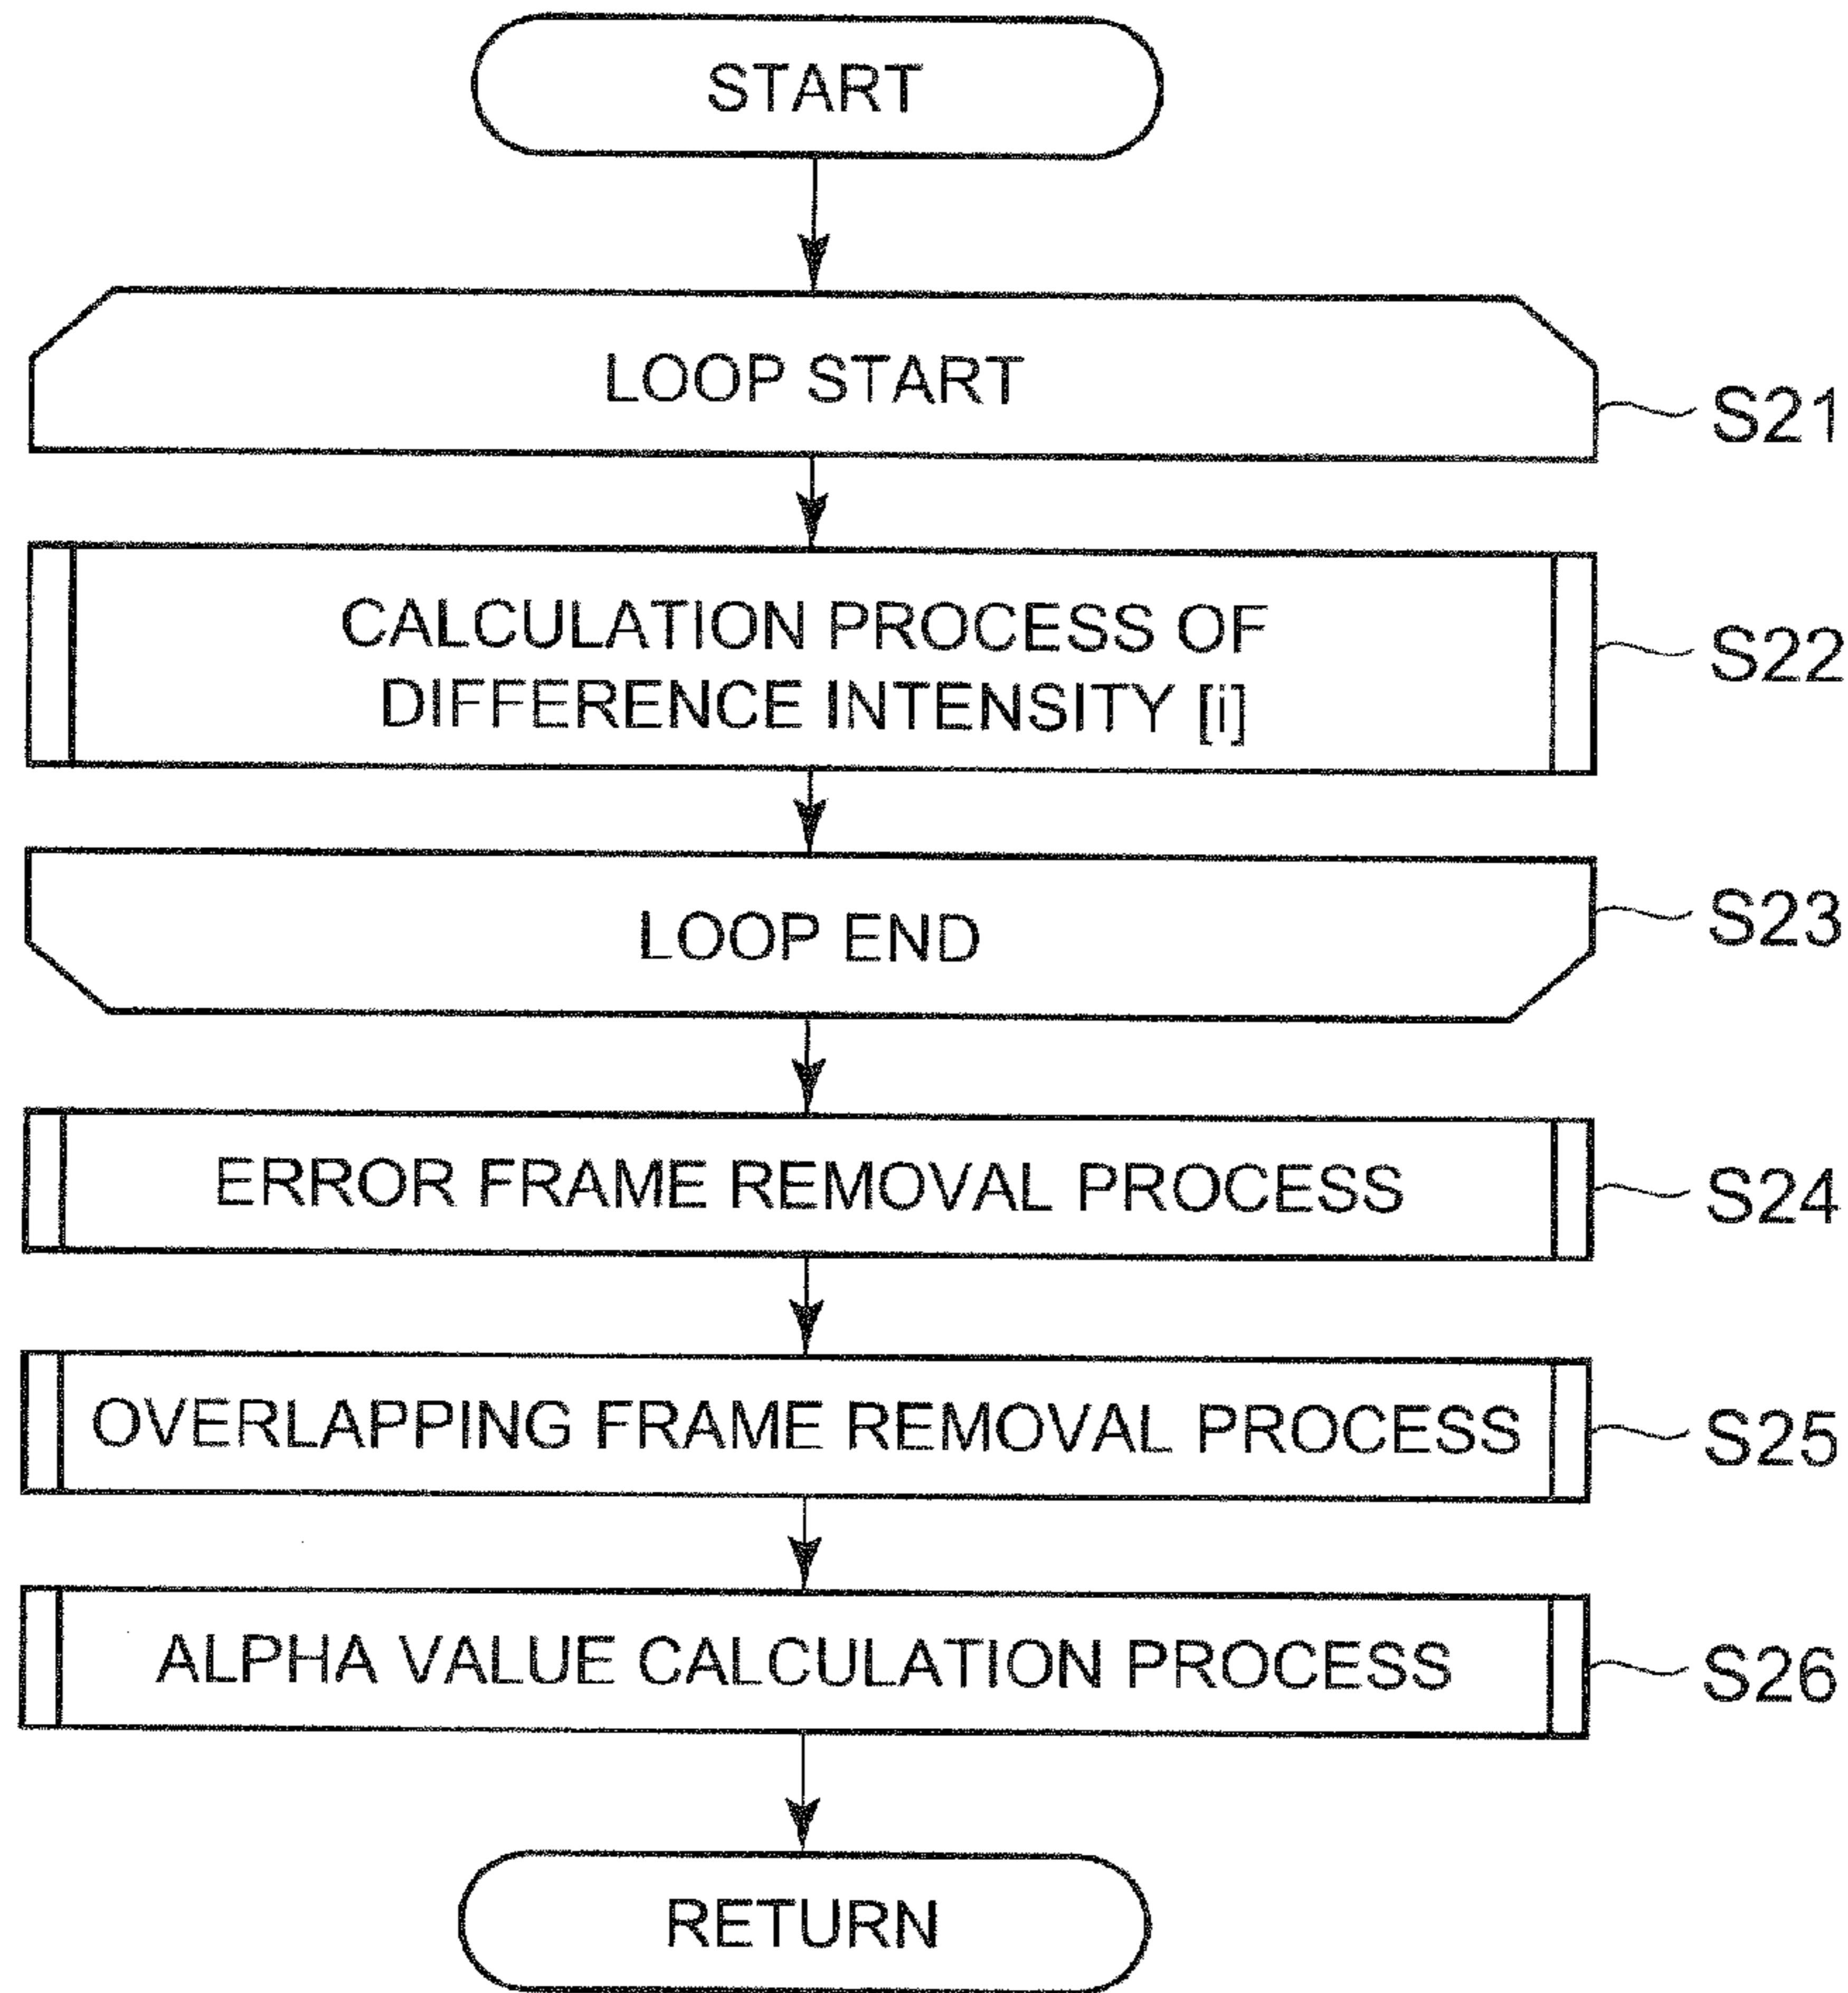 START
LOOP START
S21
CALCULATION PROCESS OF
DIFFERENCE INTENSITY [i]
S22
LOOP END
S23
ERROR FRAME REMOVAL PROCESS
S24
OVERLAPPING FRAME REMOVAL PROCESS
S25
ALPHA VALUE CALCULATION PROCESS
S26
RETURN